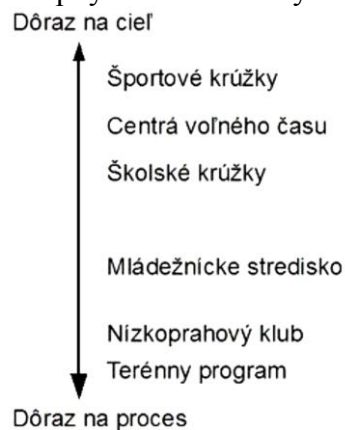 Dôraz na cieľ
Športové krúžky
Centrá voľného času
Školské krúžky
Mládežnícke stredisko
Nízkoprahový klub
Terénny program
Dôraz na proces